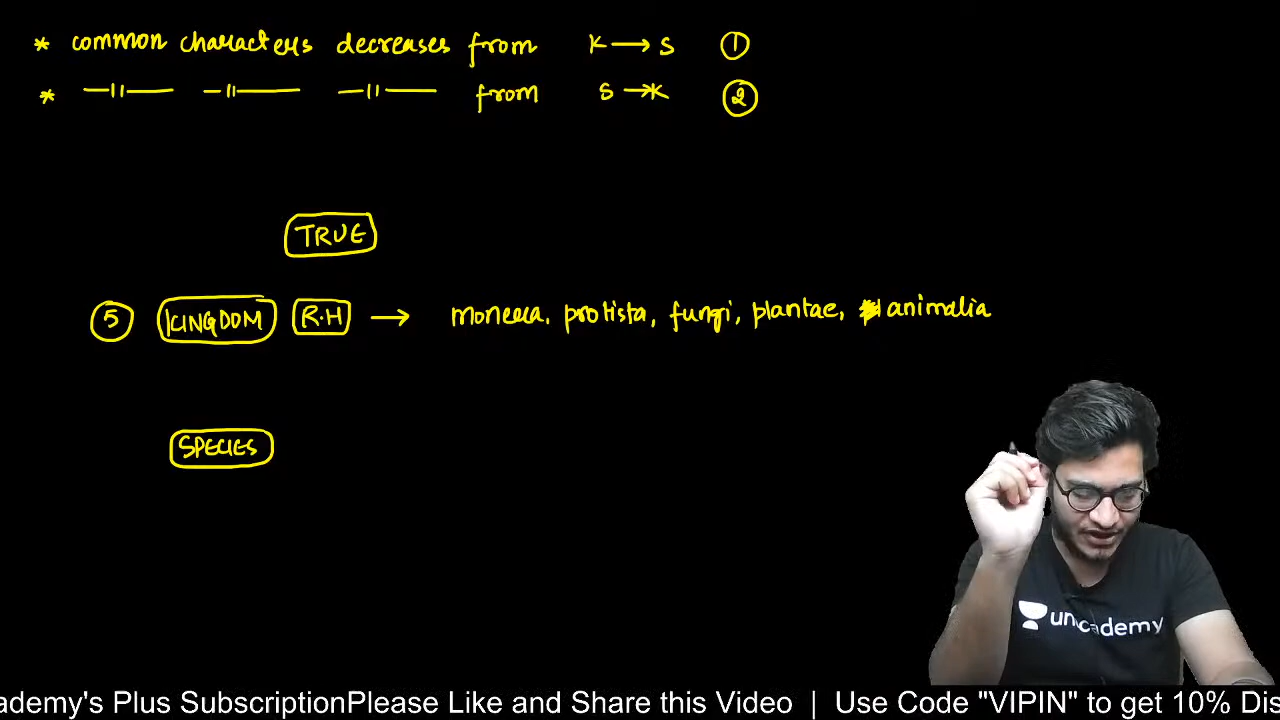 * common characters decreases from K → S ①
* —॥— —॥— —॥— from S → K ②
TRUE
⑤ KINGDOM R.H → monera, protista, fungi, plantae, animalia
SPECIES
unacademy
ademy's Plus SubscriptionPlease Like and Share this Video | Use Code "VIPIN" to get 10% Dis